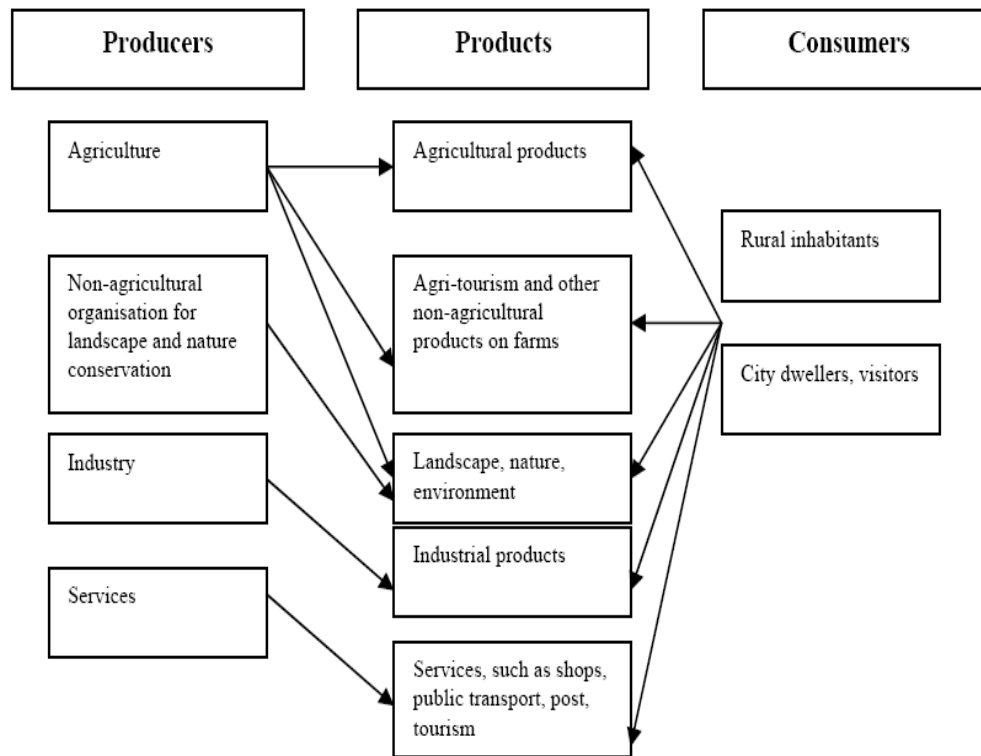 Producers
Products
Consumers
Agriculture
Non-agricultural
organisation for
landscape and nature
conservation
Industry
Services
Agricultural products
Agri-tourism and other
non-agricultural
products on farms
Landscape, nature,
environment
Industrial products
Services, such as shops,
public transport, post,
tourism
Rural inhabitants
City dwellers, visitors